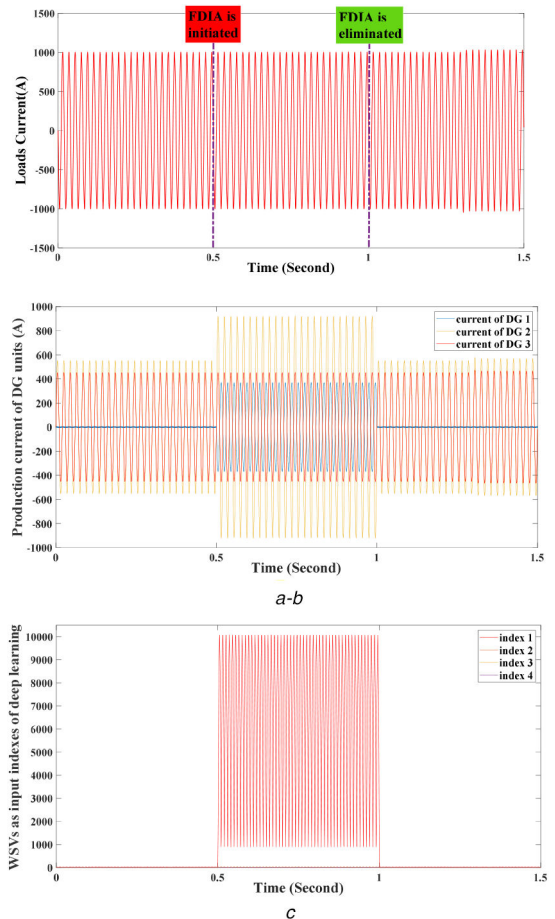 FDIA is
initiated
FDIA is
eliminated
1500
1000
500
0
-500
-1000
-1500
Loads Current(A)
0
0.5
1
1.5
Time (Second)
1000
800
600
400
200
0
-200
-400
-600
-800
-1000
Production current of DG units (A)
current of DG 1
current of DG 2
current of DG 3
0
0.5
1
1.5
Time (Second)
a-b
10000
9000
8000
7000
6000
5000
4000
3000
2000
1000
0
WSVs as input indexes of deep learning
index 1
index 2
index 3
index 4
0
0.5
1
1.5
Time (Second)
c